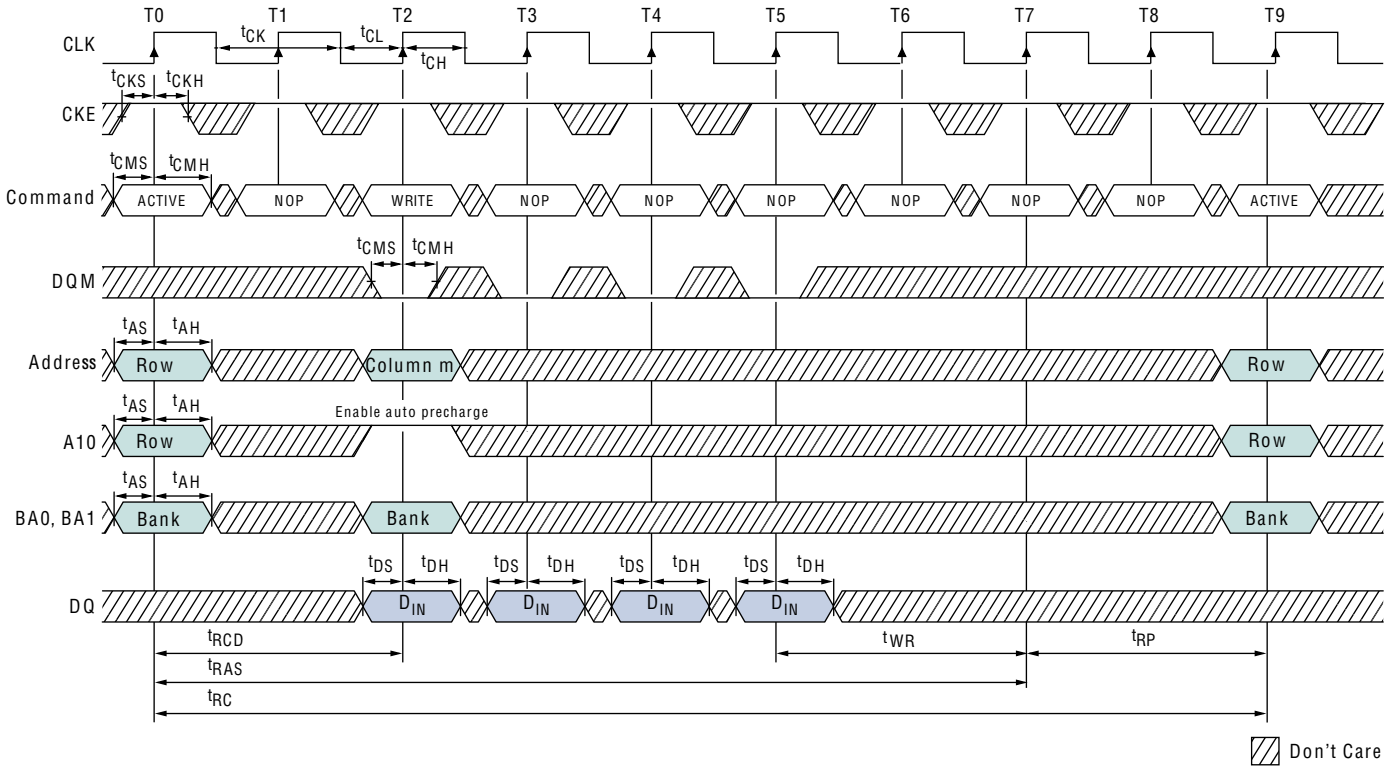 T0 T1 T2 T3 T4 T5 T6 T7 T8 T9
CLK tCK tCL tCH
tCKS tCKH
CKE
tCMS tCMH
Command ACTIVE NOP WRITE NOP NOP NOP NOP NOP NOP ACTIVE
tCMS tCMH
DQM
tAS tAH
Address Row Column m Row
tAS tAH Enable auto precharge
A10 Row Row
tAS tAH
BA0, BA1 Bank Bank Bank
tDS tDH tDS tDH tDS tDH tDS tDH
DQ DIN DIN DIN DIN
tRCD tWR tRP
tRAS
tRC
Don't Care